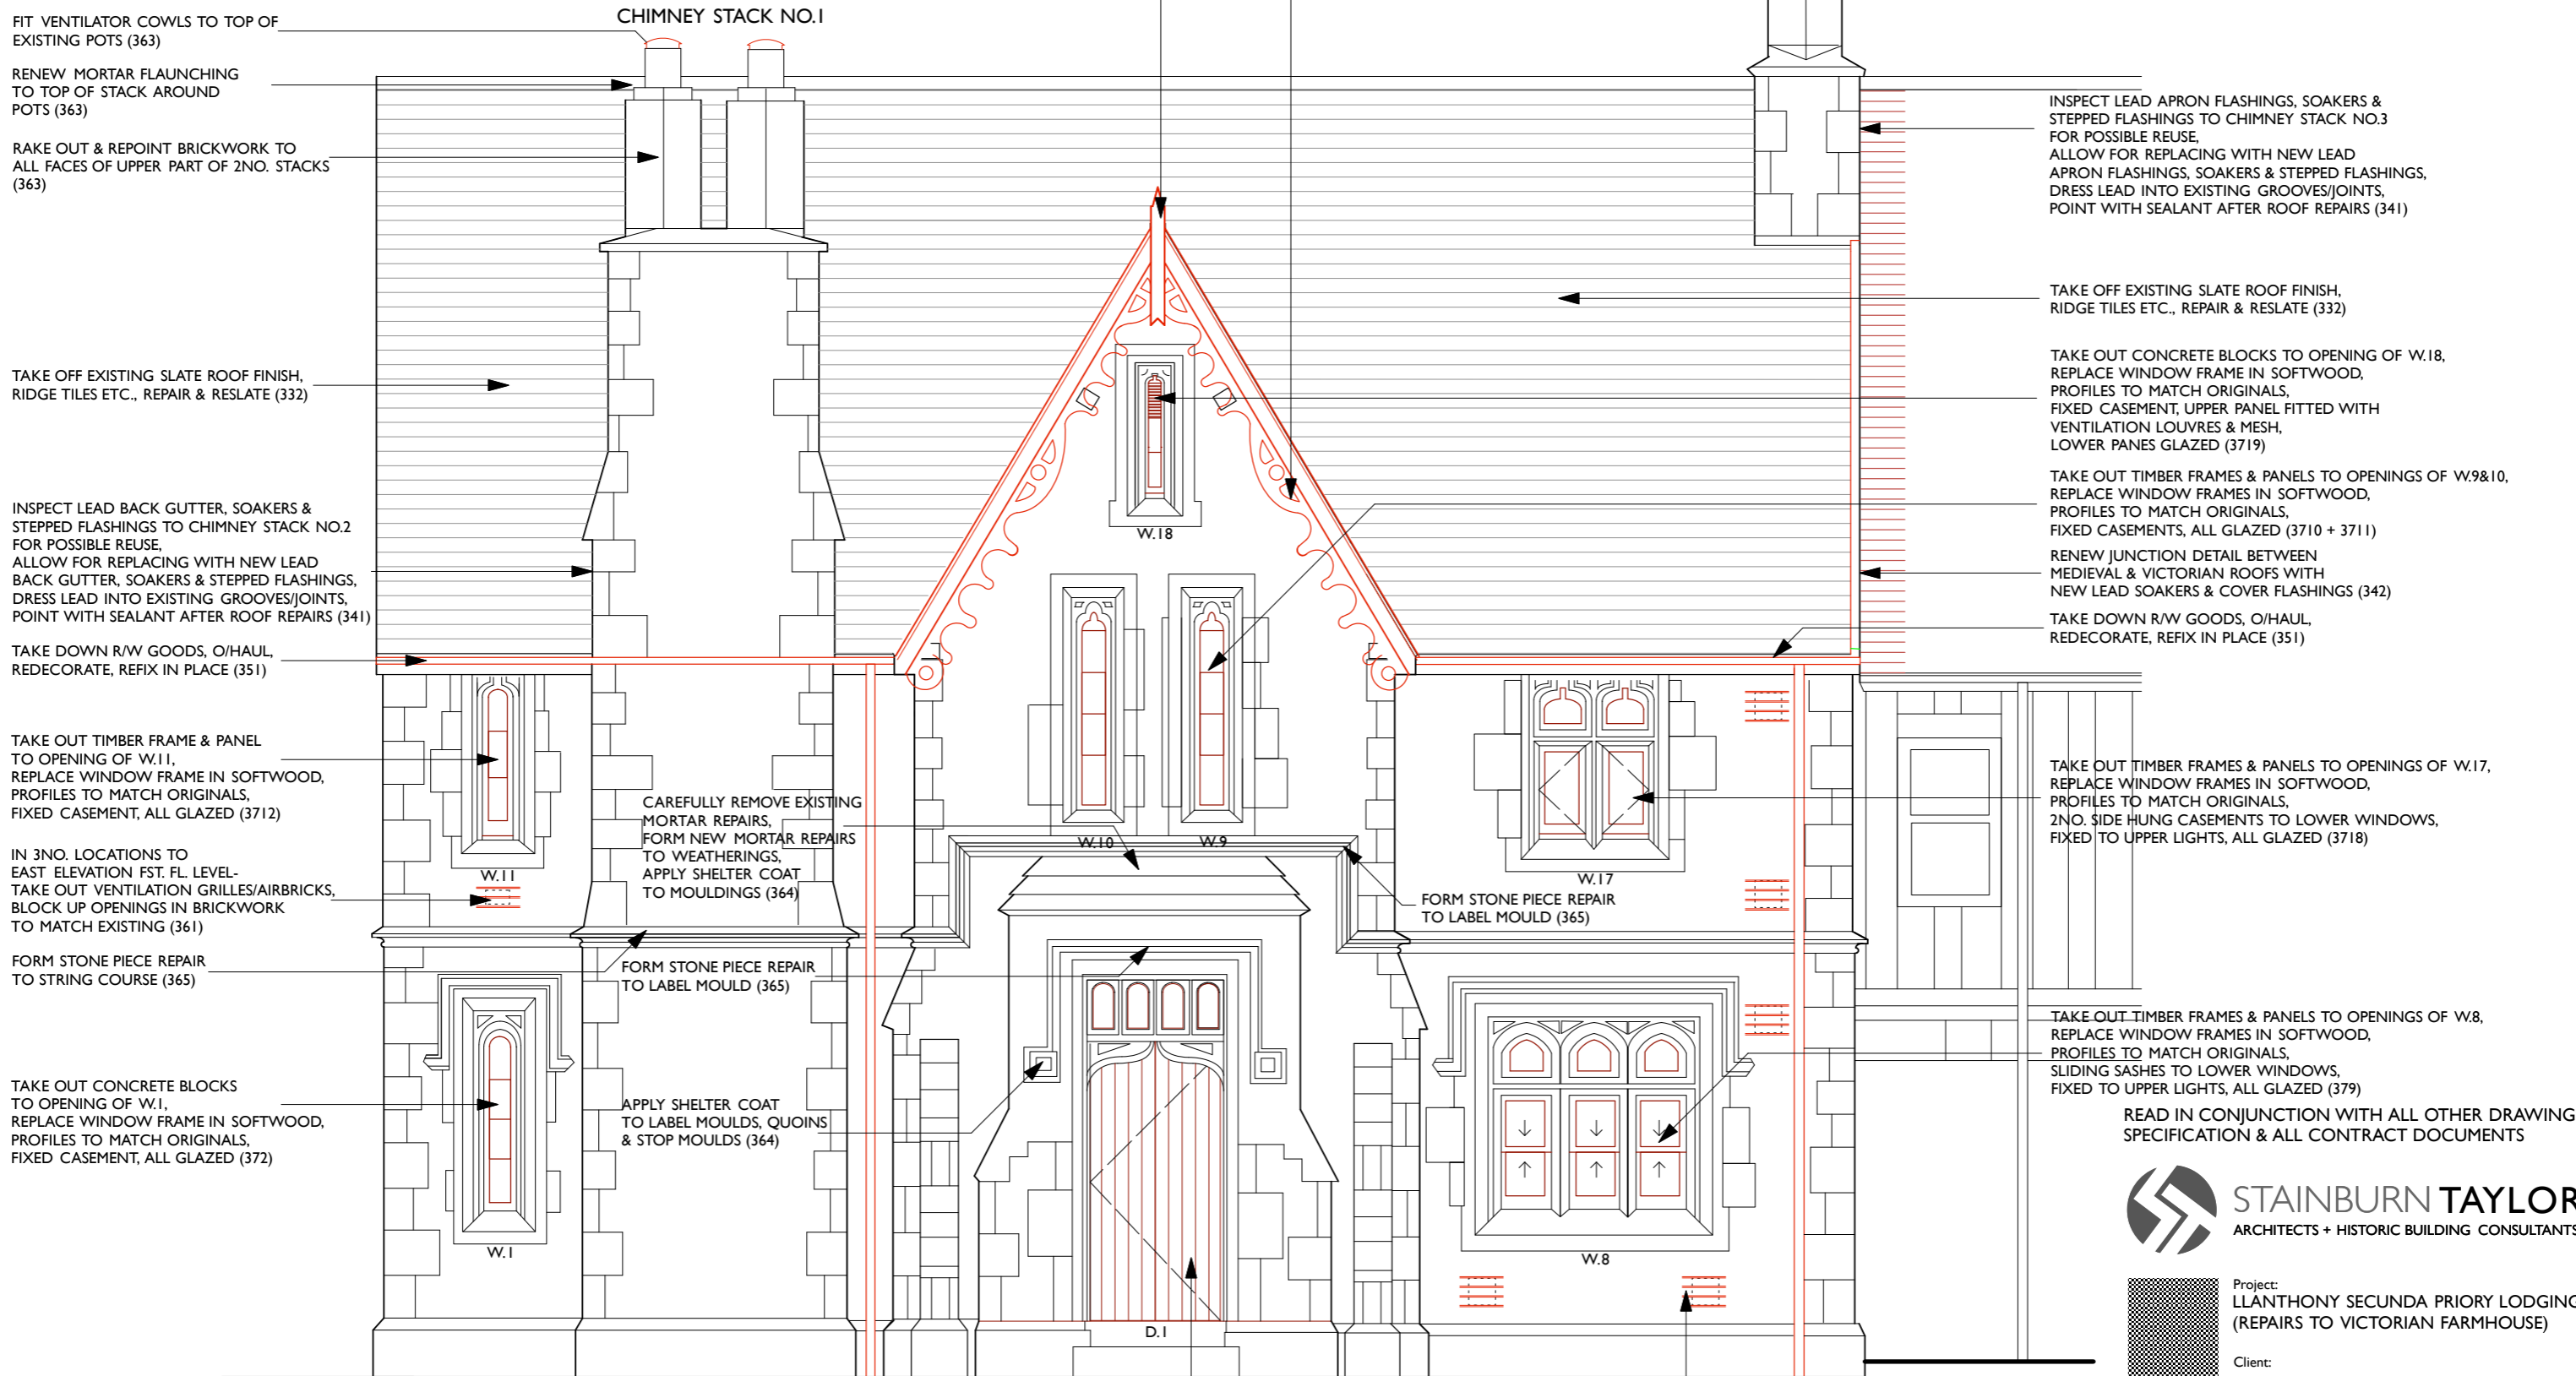 CHIMNEY STACK NO.1
FIT VENTILATOR COWLS TO TOP OF
EXISTING POTS (363)
RENEW MORTAR FLAUNCHING
TO TOP OF STACK AROUND
POTS (363)
RAKE OUT & REPOINT BRICKWORK TO
ALL FACES OF UPPER PART OF 2NO. STACKS
(363)
TAKE OFF EXISTING SLATE ROOF FINISH,
RIDGE TILES ETC., REPAIR & RESLATE (332)
INSPECT LEAD BACK GUTTER, SOAKERS &
STEPPED FLASHINGS TO CHIMNEY STACK NO.2
FOR POSSIBLE REUSE,
ALLOW FOR REPLACING WITH NEW LEAD
BACK GUTTER, SOAKERS & STEPPED FLASHINGS,
DRESS LEAD INTO EXISTING GROOVES/JOINTS,
POINT WITH SEALANT AFTER ROOF REPAIRS (341)
TAKE DOWN R/W GOODS, O/HAUL,
REDECORATE, REFIX IN PLACE (351)
TAKE OUT TIMBER FRAME & PANEL
TO OPENING OF W.11,
REPLACE WINDOW FRAME IN SOFTWOOD,
PROFILES TO MATCH ORIGINALS,
FIXED CASEMENT, ALL GLAZED (3712)
IN 3NO. LOCATIONS TO
EAST ELEVATION FST. FL. LEVEL-
TAKE OUT VENTILATION GRILLES/AIRBRICKS,
BLOCK UP OPENINGS IN BRICKWORK
TO MATCH EXISTING (361)
FORM STONE PIECE REPAIR
TO STRING COURSE (365)
TAKE OUT CONCRETE BLOCKS
TO OPENING OF W.1,
REPLACE WINDOW FRAME IN SOFTWOOD,
PROFILES TO MATCH ORIGINALS,
FIXED CASEMENT, ALL GLAZED (372)
W.11
W.1
CAREFULLY REMOVE EXISTING
MORTAR REPAIRS,
FORM NEW MORTAR REPAIRS
TO WEATHERINGS,
APPLY SHELTER COAT
TO MOULDINGS (364)
FORM STONE PIECE REPAIR
TO LABEL MOULD (365)
APPLY SHELTER COAT
TO LABEL MOULDS, QUOINS
& STOP MOULDS (364)
W.18
W.10
W.9
D.1
FORM STONE PIECE REPAIR
TO LABEL MOULD (365)
W.17
W.8
INSPECT LEAD APRON FLASHINGS, SOAKERS &
STEPPED FLASHINGS TO CHIMNEY STACK NO.3
FOR POSSIBLE REUSE,
ALLOW FOR REPLACING WITH NEW LEAD
APRON FLASHINGS, SOAKERS & STEPPED FLASHINGS,
DRESS LEAD INTO EXISTING GROOVES/JOINTS,
POINT WITH SEALANT AFTER ROOF REPAIRS (341)
TAKE OFF EXISTING SLATE ROOF FINISH,
RIDGE TILES ETC., REPAIR & RESLATE (332)
TAKE OUT CONCRETE BLOCKS TO OPENING OF W.18,
REPLACE WINDOW FRAME IN SOFTWOOD,
PROFILES TO MATCH ORIGINALS,
FIXED CASEMENT, UPPER PANEL FITTED WITH
VENTILATION LOUVRES & MESH,
LOWER PANES GLAZED (3719)
TAKE OUT TIMBER FRAMES & PANELS TO OPENINGS OF W.9&10,
REPLACE WINDOW FRAMES IN SOFTWOOD,
PROFILES TO MATCH ORIGINALS,
FIXED CASEMENTS, ALL GLAZED (3710 + 3711)
RENEW JUNCTION DETAIL BETWEEN
MEDIEVAL & VICTORIAN ROOFS WITH
NEW LEAD SOAKERS & COVER FLASHINGS (342)
TAKE DOWN R/W GOODS, O/HAUL,
REDECORATE, REFIX IN PLACE (351)
TAKE OUT TIMBER FRAMES & PANELS TO OPENINGS OF W.17,
REPLACE WINDOW FRAMES IN SOFTWOOD,
PROFILES TO MATCH ORIGINALS,
2NO. SIDE HUNG CASEMENTS TO LOWER WINDOWS,
FIXED TO UPPER LIGHTS, ALL GLAZED (3718)
TAKE OUT TIMBER FRAMES & PANELS TO OPENINGS OF W.8,
REPLACE WINDOW FRAMES IN SOFTWOOD,
PROFILES TO MATCH ORIGINALS,
SLIDING SASHES TO LOWER WINDOWS,
FIXED TO UPPER LIGHTS, ALL GLAZED (379)
READ IN CONJUNCTION WITH ALL OTHER DRAWING
SPECIFICATION & ALL CONTRACT DOCUMENTS
STAINBURN TAYLOR
ARCHITECTS + HISTORIC BUILDING CONSULTANTS
Project:
LLANTHONY SECUNDA PRIORY LODGING
(REPAIRS TO VICTORIAN FARMHOUSE)
Client: